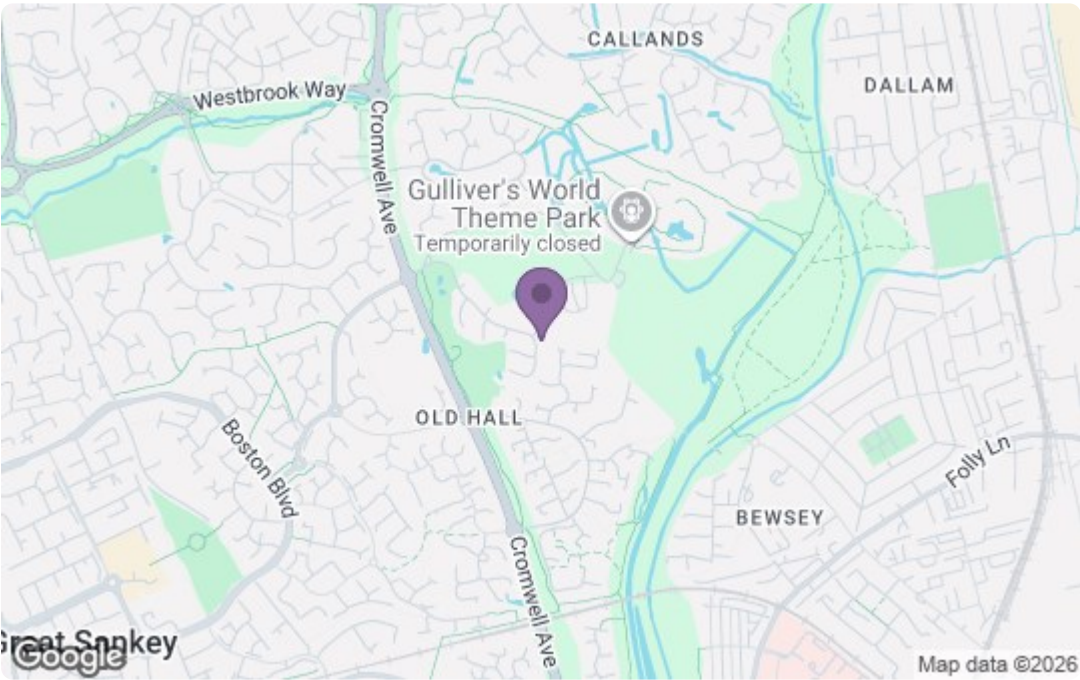 CALLANDS
DALLAM
Westbrook Way
Cromwell Ave
Gulliver's World
Theme Park
Temporarily closed
OLD HALL
Boston Blvd
Folly Ln
BEWSEY
Cromwell Ave
Great Sankey
Google
Map data ©2026